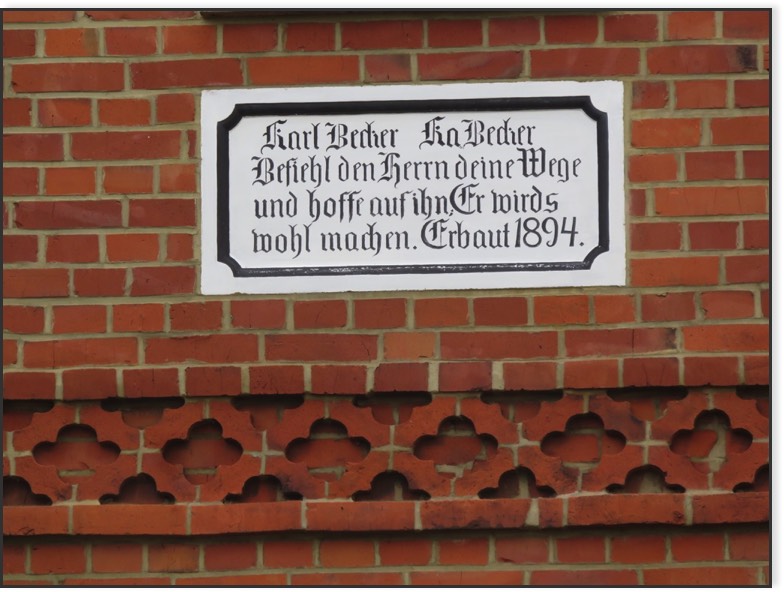 Karl Becker Ka Becker
Befiehl den Herrn deine Wege
und hoffe auf ihn, Er wirds
wohl machen. Erbaut 1894.